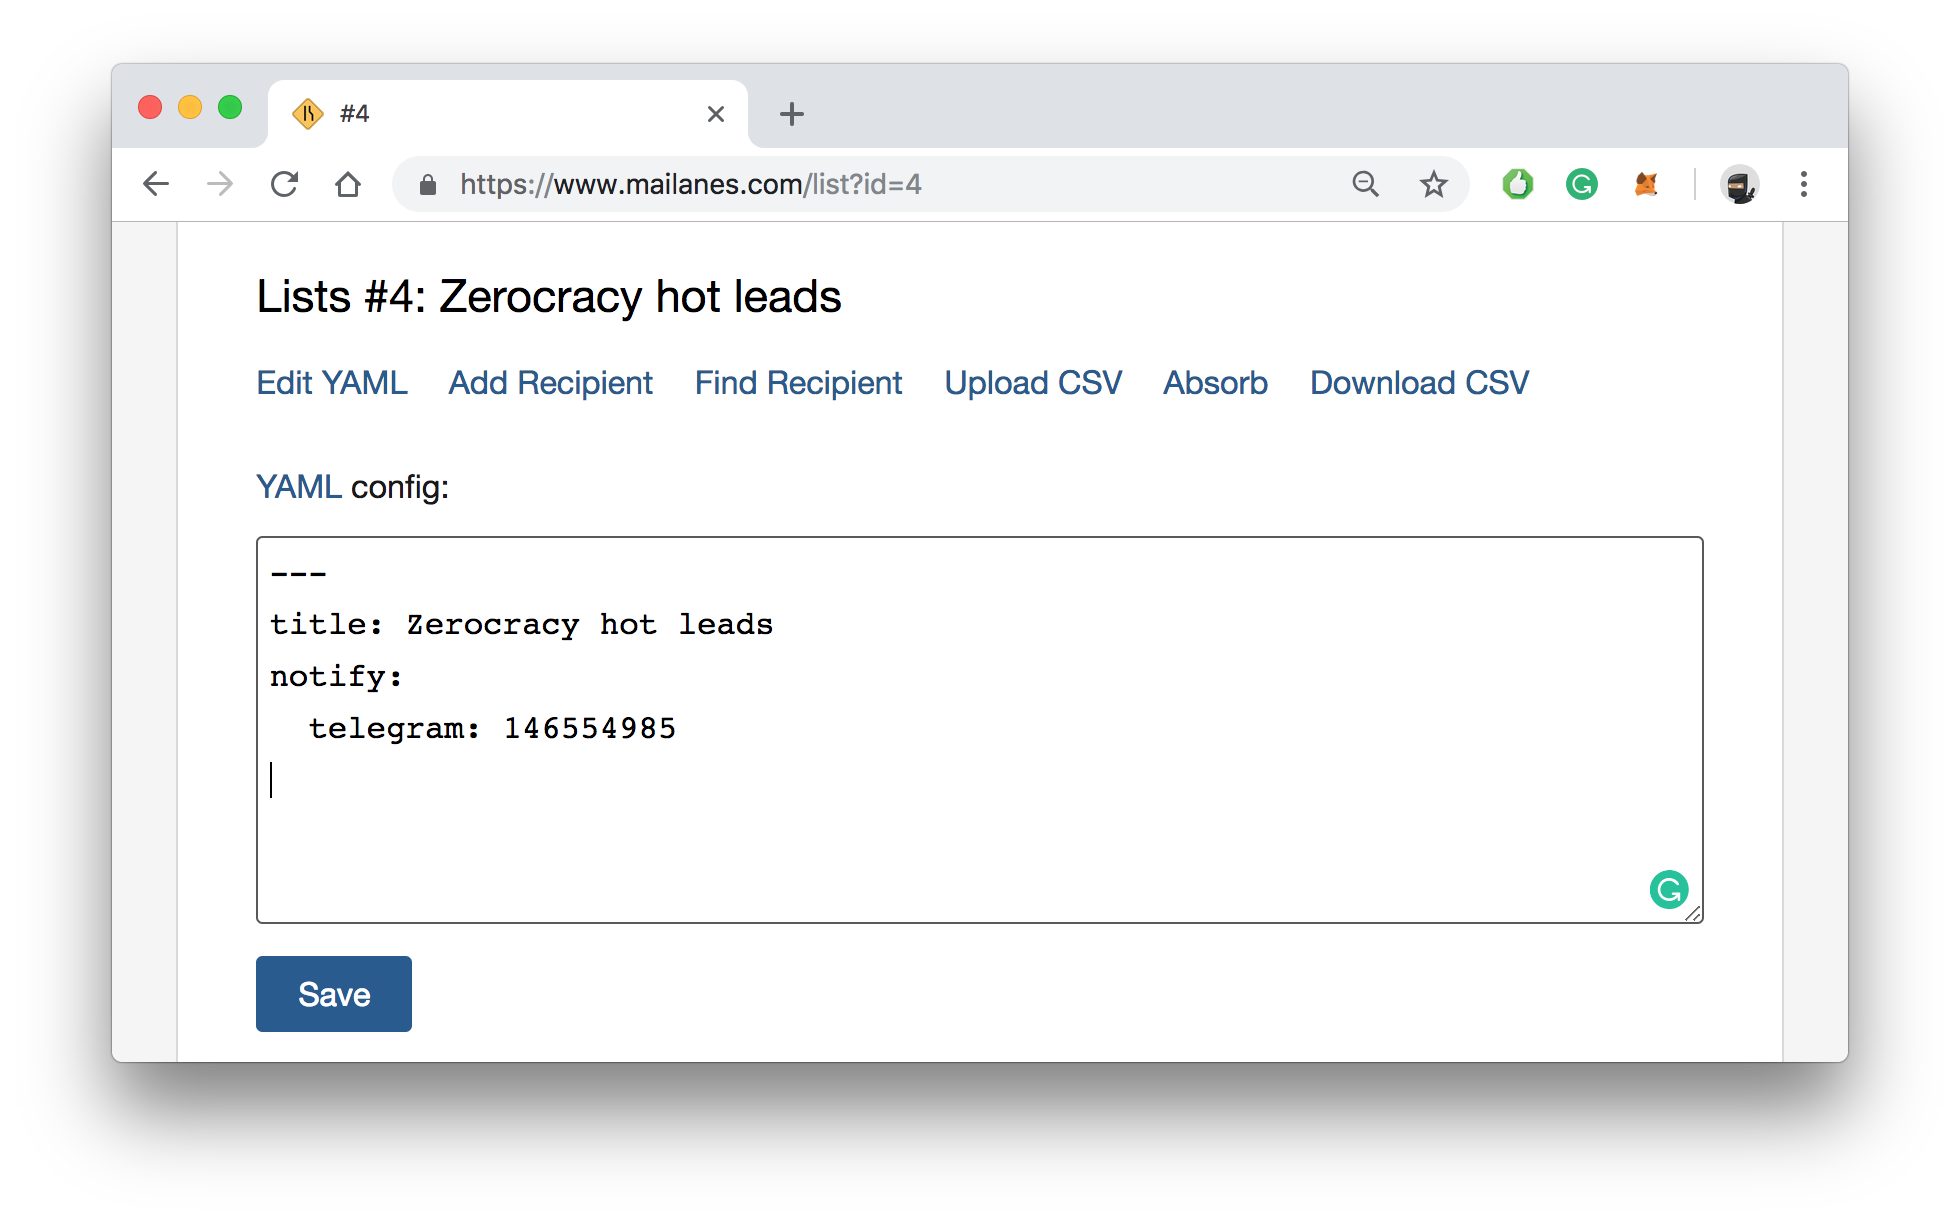 #4
https://www.mailanes.com/list?id=4
Lists #4: Zerocracy hot leads
Edit YAML Add Recipient Find Recipient Upload CSV Absorb Download CSV
YAML config:
---
title: Zerocracy hot leads
notify:
  telegram: 146554985
Save